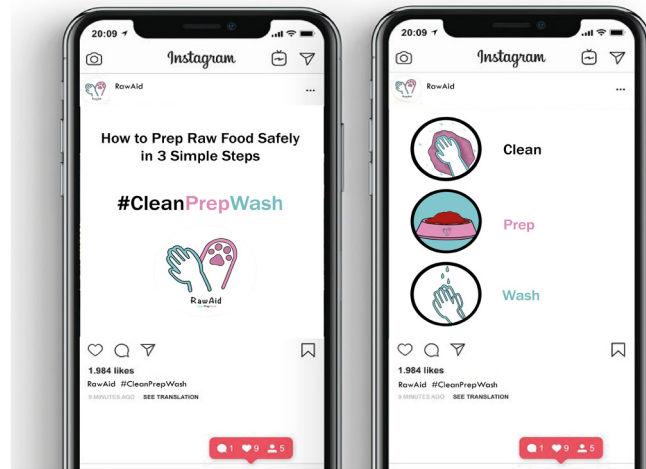 20:09
Instagram
RawAid
How to Prep Raw Food Safely
in 3 Simple Steps
#CleanPrepWash
RawAid
1.984 likes
RawAid #CleanPrepWash
9 MINUTES AGO · SEE TRANSLATION
1 9 5
20:09
Instagram
RawAid
Clean
Prep
Wash
1.984 likes
RawAid #CleanPrepWash
9 MINUTES AGO · SEE TRANSLATION
1 9 5